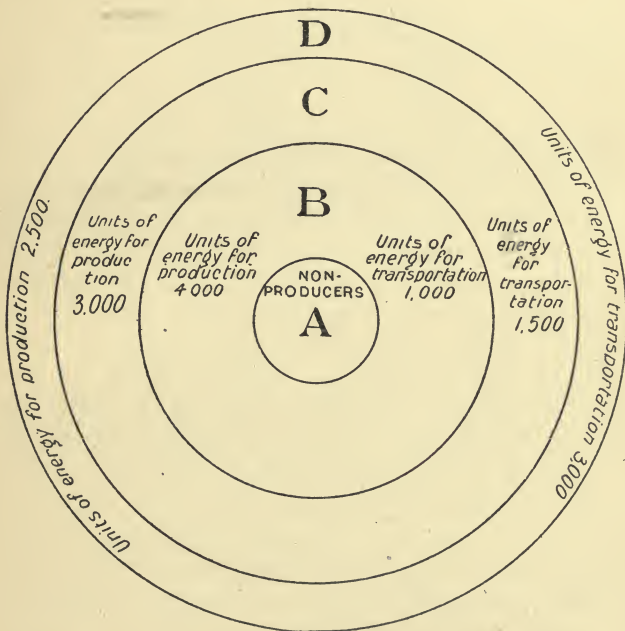 D
C
B
Units of energy for production 2,500.
Units of
energy for
produc
tion
3,000
Units of
energy for
production
4000
NON-
PRODUCERS
A
Units of
energy for
transportation
1,000
Units of
energy
for
transpor-
tation
1,500
Units of energy for transportation 3,000